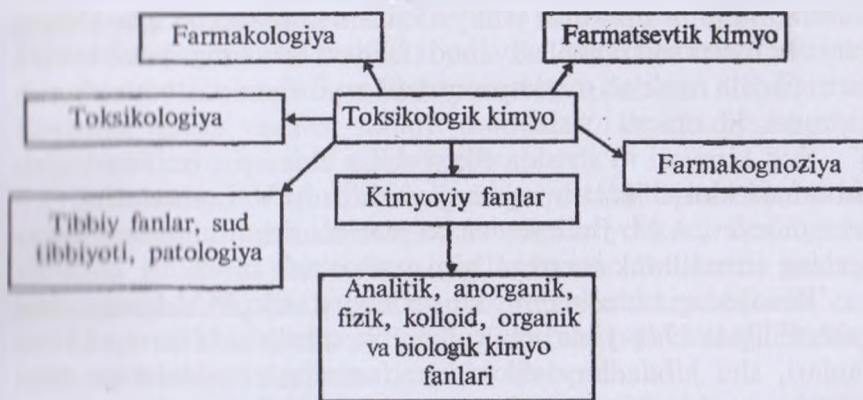 Farmakologiya
Farmatsevtik kimyo
Toksikologiya
Toksikologik kimyo
Farmakognoziya
Kimyoviy fanlar
Tibbiy fanlar, sud
tibbiyoti, patologiya
Analitik, anorganik,
fizik, kolloid, organik
va biologik kimyo
fanlari